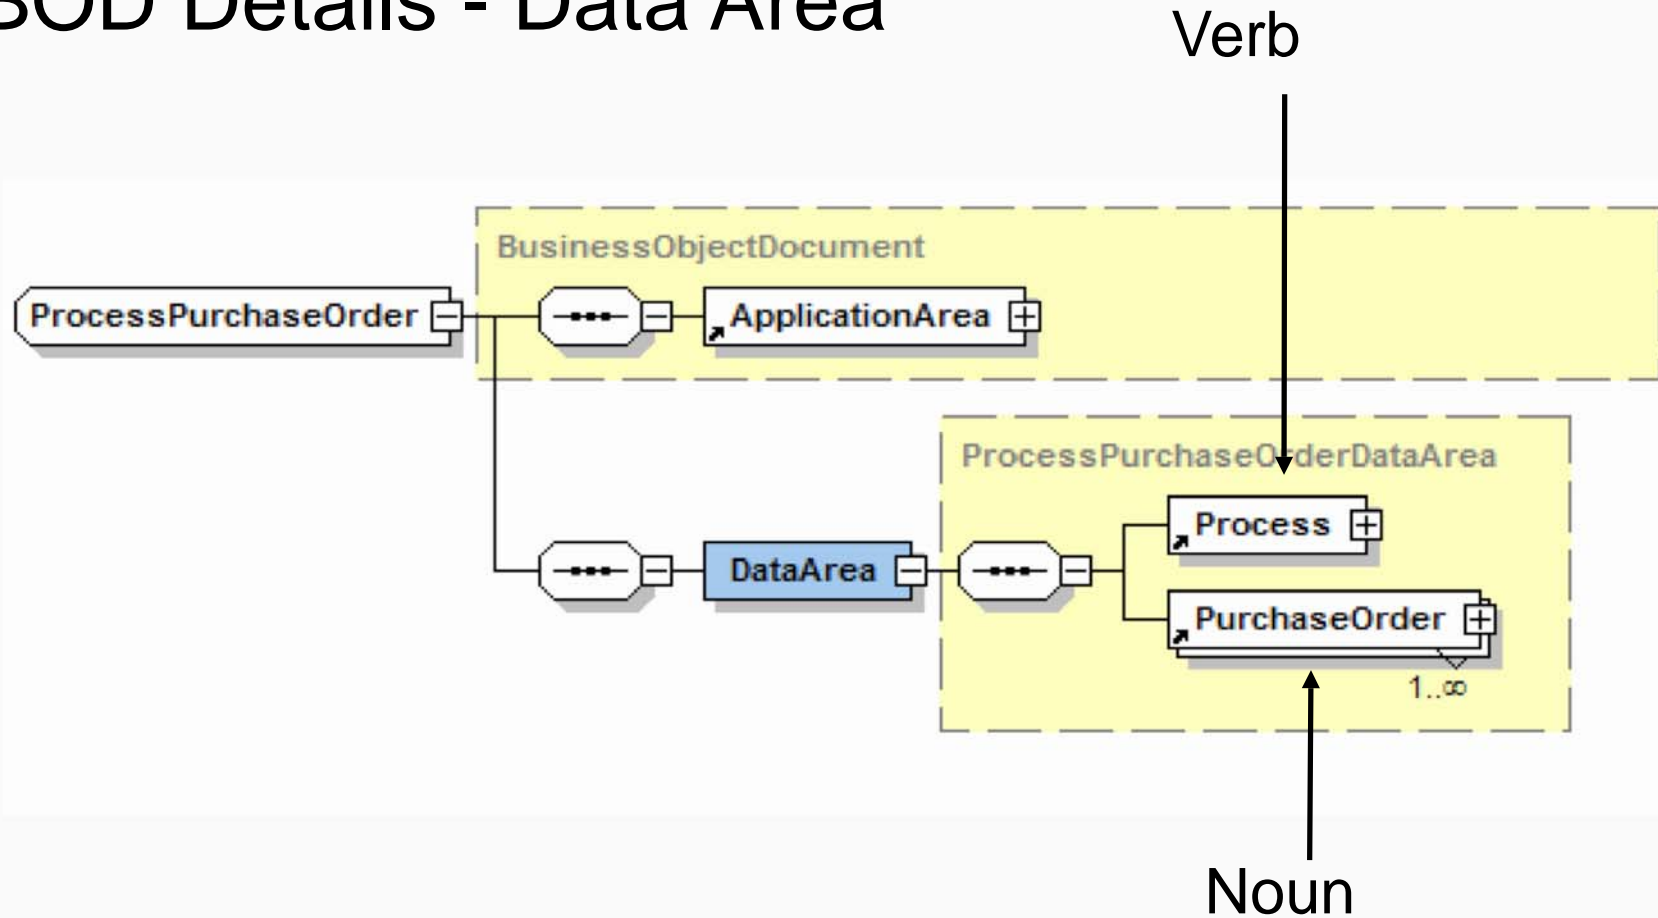 BOD Details - Data Area
Verb
BusinessObjectDocument
ProcessPurchaseOrder
ApplicationArea
ProcessPurchaseOrderDataArea
Process
DataArea
PurchaseOrder
1..∞
Noun